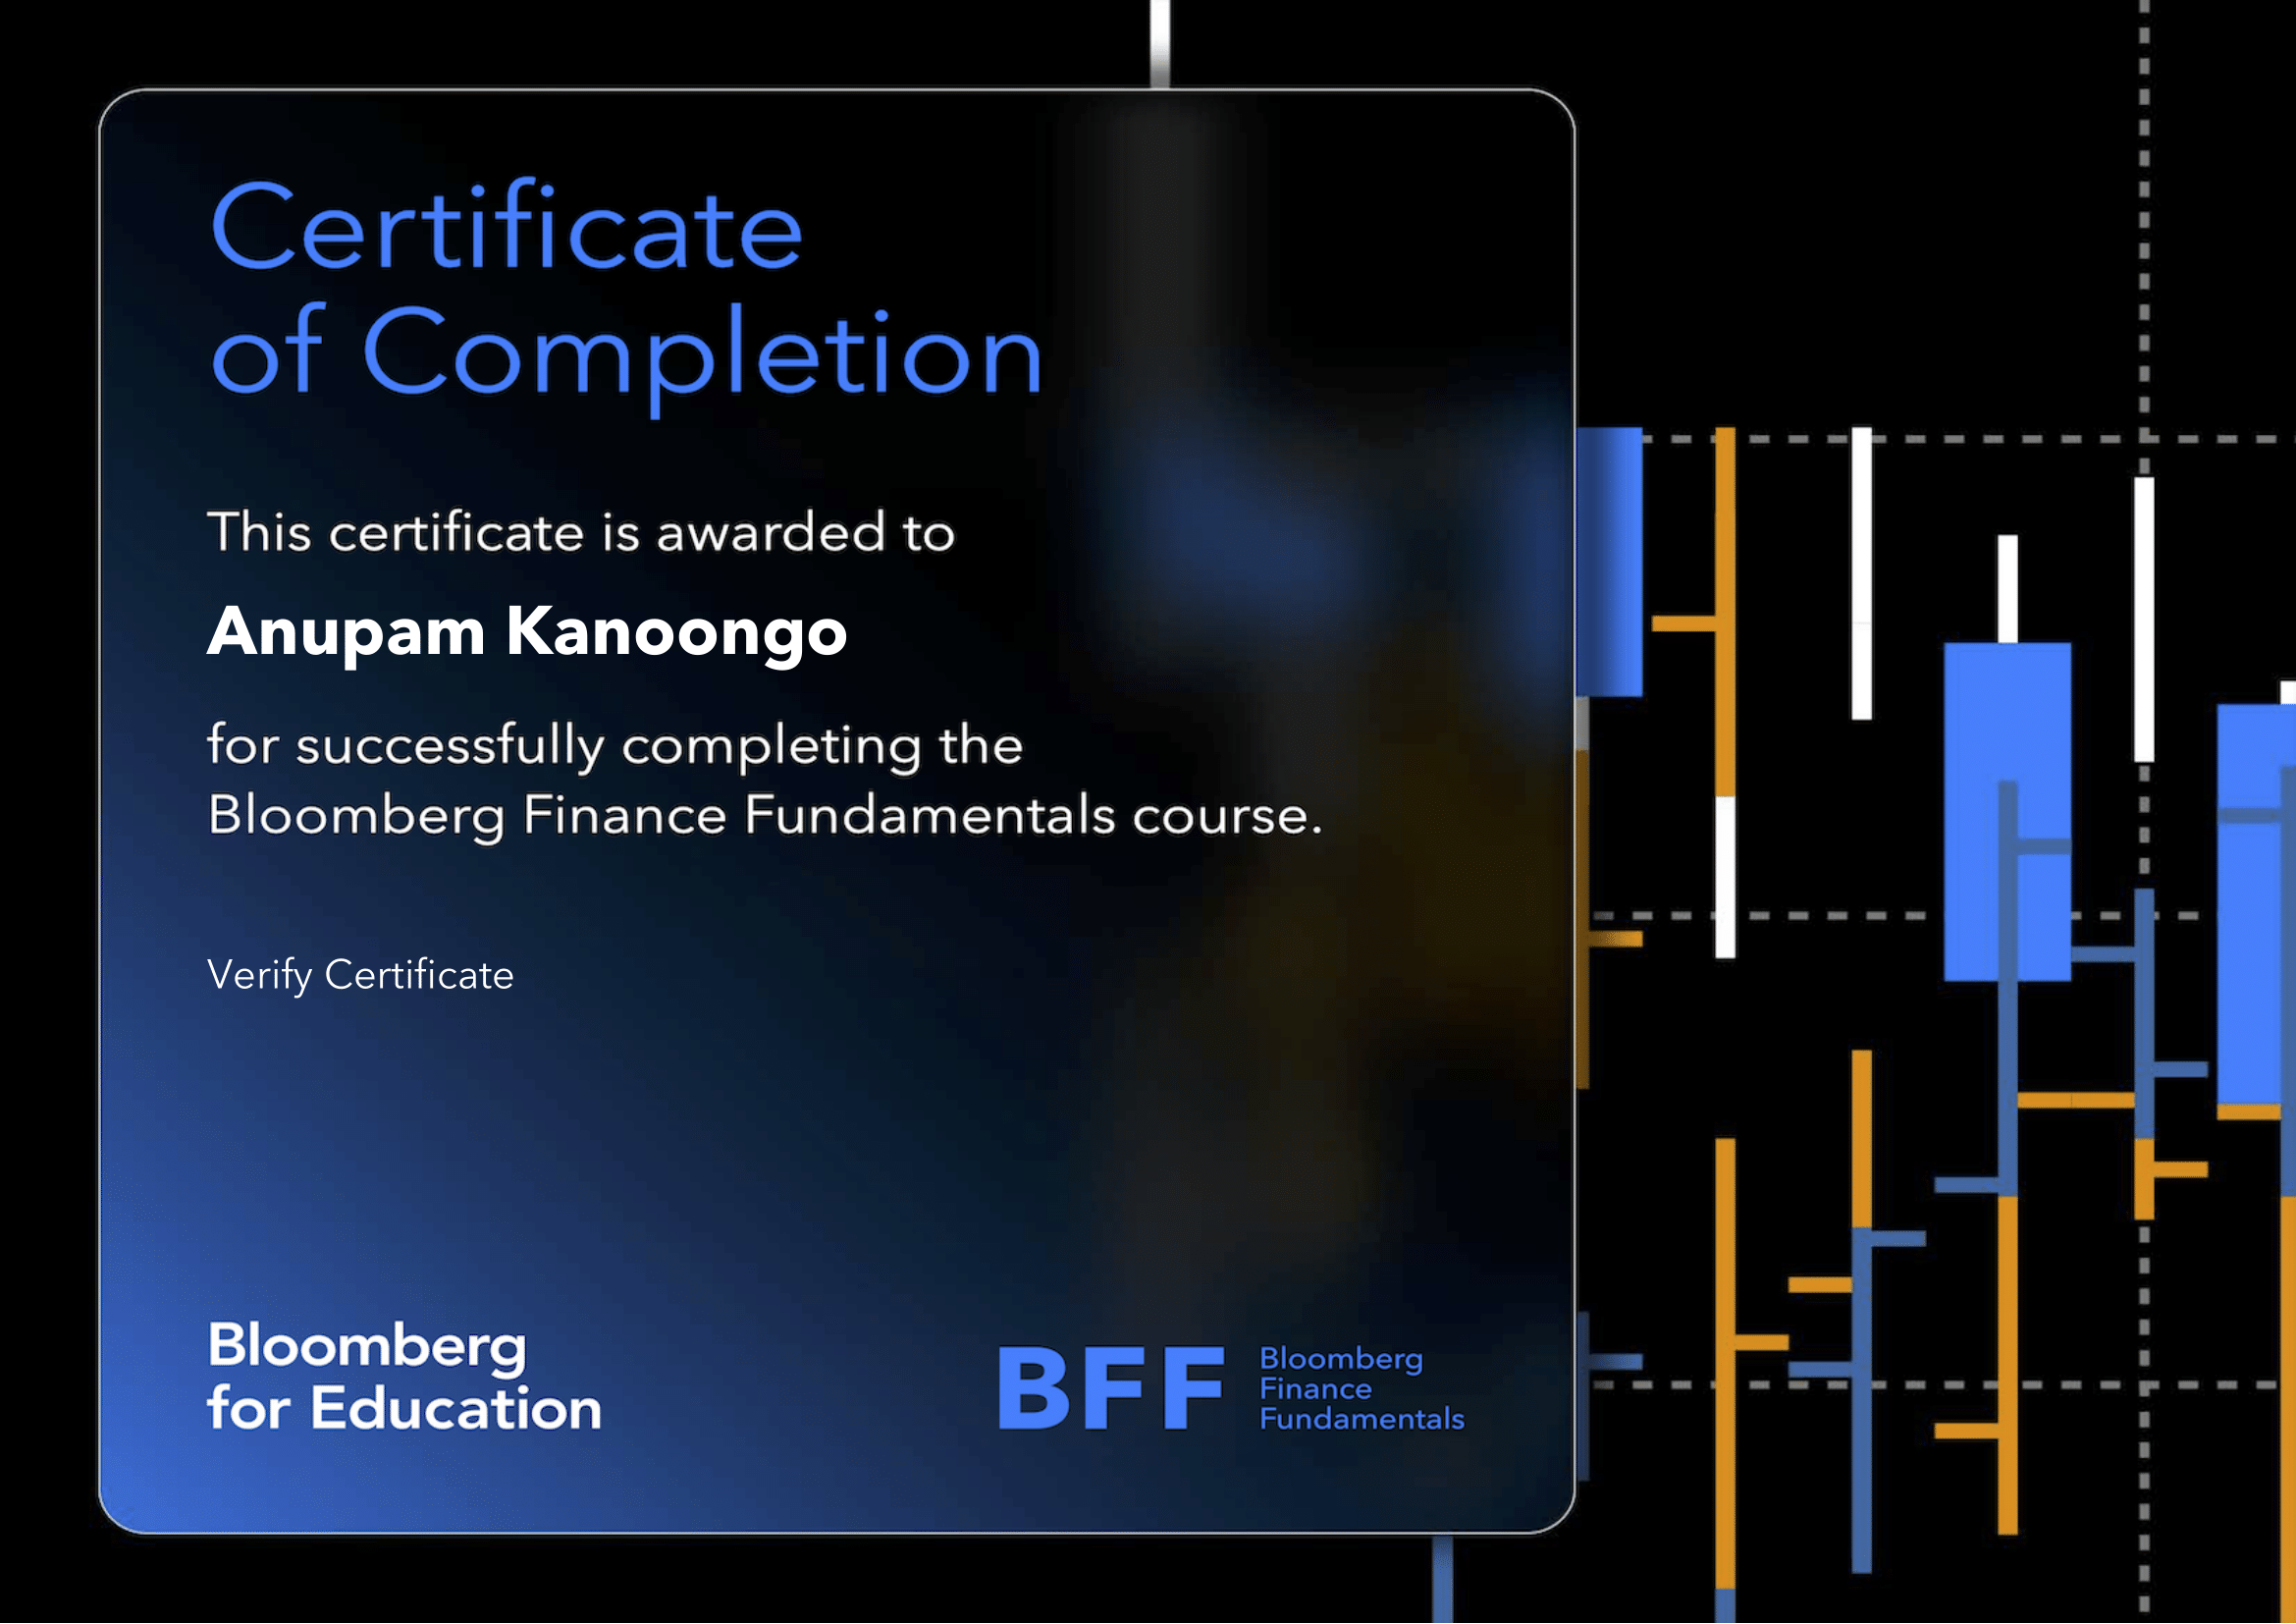 Certificate
of Completion
This certificate is awarded to
Anupam Kanoongo
for successfully completing the
Bloomberg Finance Fundamentals course.
Verify Certificate
Bloomberg
for Education
BFF
Bloomberg
Finance
Fundamentals